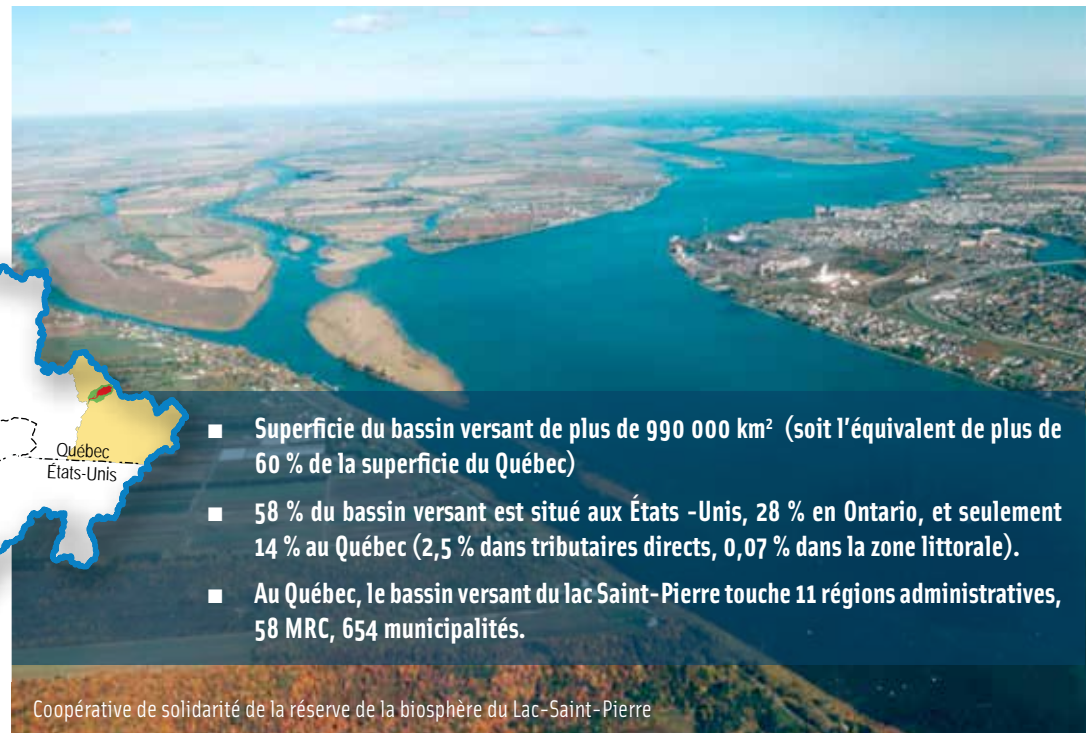 Québec
États-Unis
■ Superficie du bassin versant de plus de 990 000 km² (soit l'équivalent de plus de
60 % de la superficie du Québec)
■ 58 % du bassin versant est situé aux États -Unis, 28 % en Ontario, et seulement
14 % au Québec (2,5 % dans tributaires directs, 0,07 % dans la zone littorale).
■ Au Québec, le bassin versant du lac Saint-Pierre touche 11 régions administratives,
58 MRC, 654 municipalités.
Coopérative de solidarité de la réserve de la biosphère du Lac-Saint-Pierre